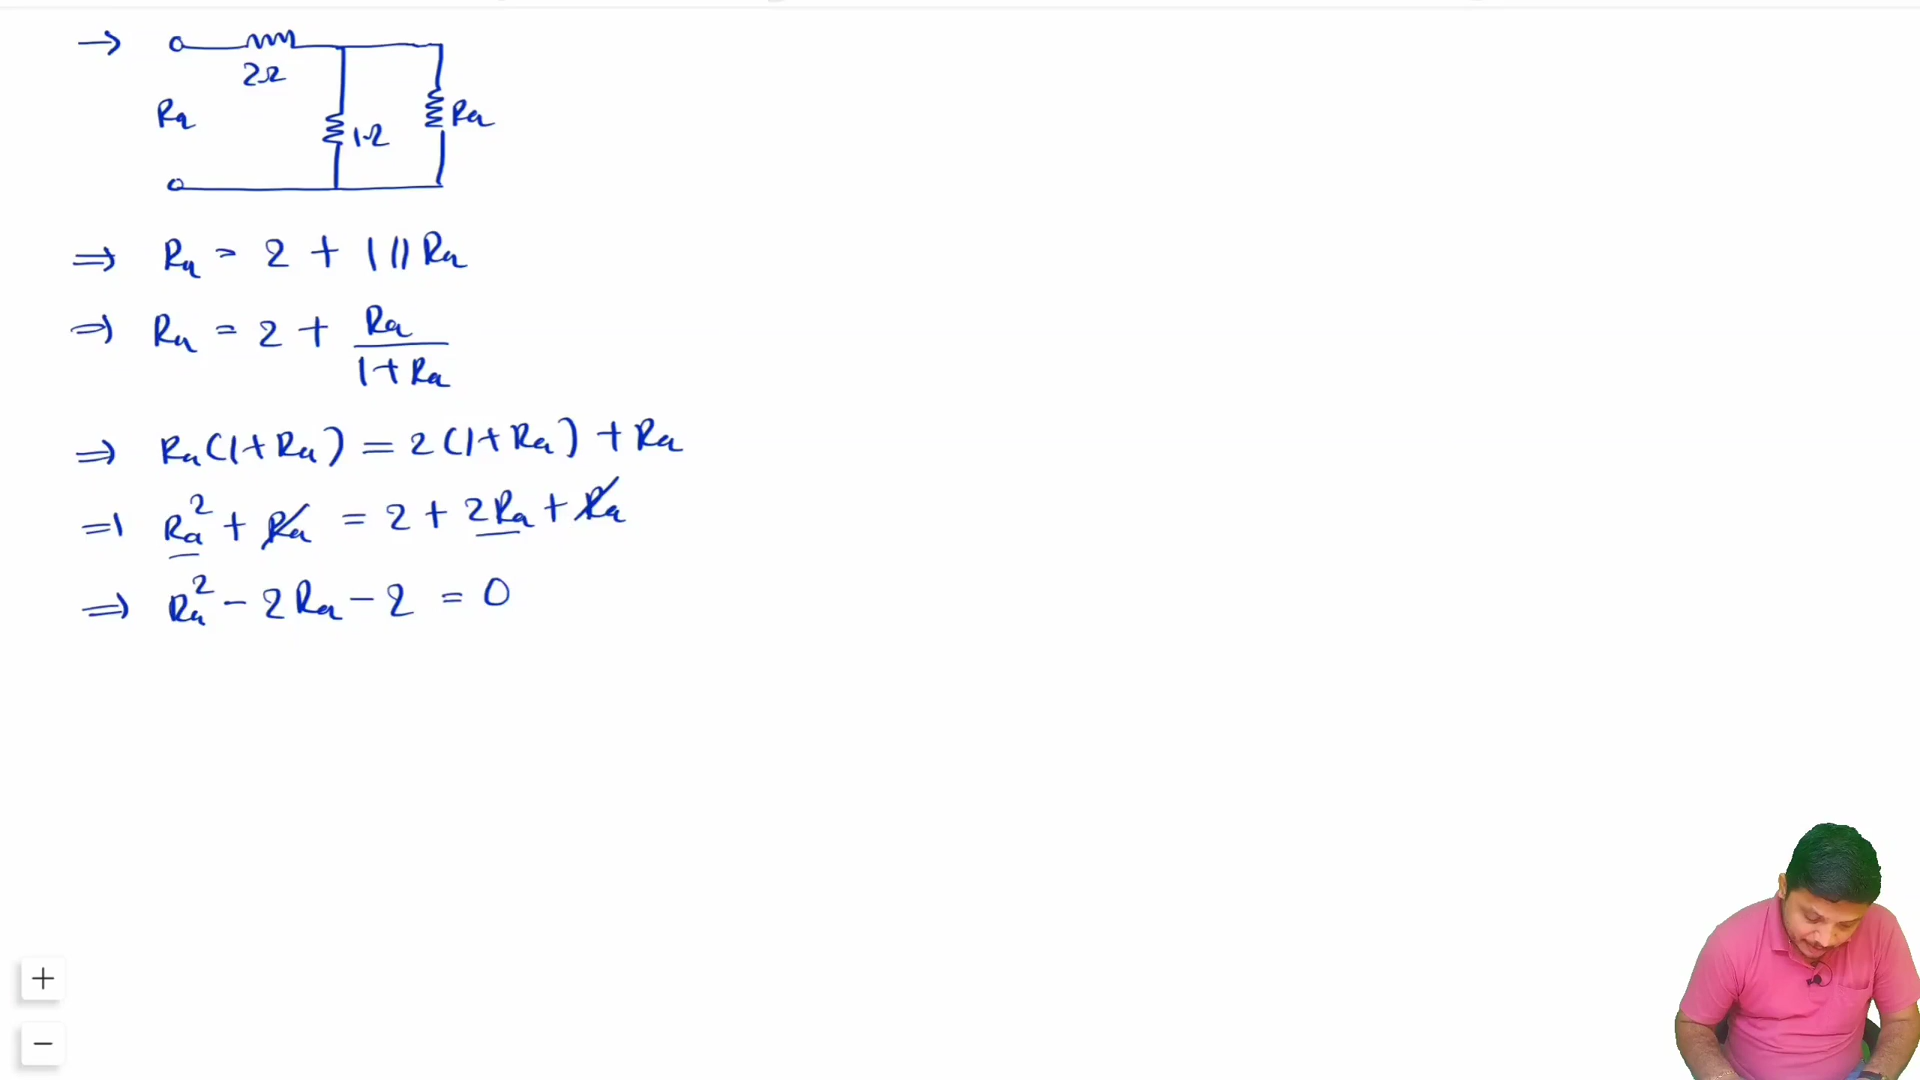 →
2Ω
Ra
1Ω
Ra
⇒ Ra = 2 + 1 || Ra
⇒ Ra = 2 + Ra / (1 + Ra)
⇒ Ra(1+Ra) = 2(1+Ra) + Ra
⇒ Ra² + Ra = 2 + 2Ra + Ra
⇒ Ra² - 2Ra - 2 = 0
+
−